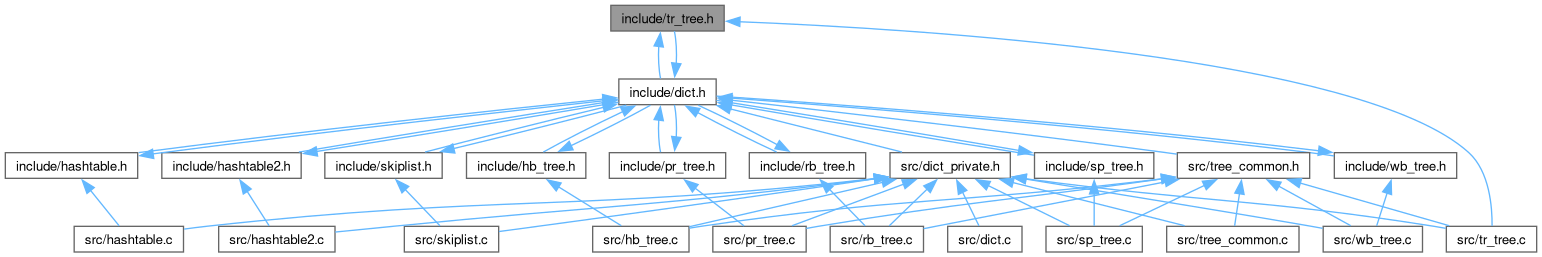 include/tr_tree.h
include/dict.h
include/hashtable.h
include/hashtable2.h
include/skiplist.h
include/hb_tree.h
include/pr_tree.h
include/rb_tree.h
src/dict_private.h
include/sp_tree.h
src/tree_common.h
include/wb_tree.h
src/hashtable.c
src/hashtable2.c
src/skiplist.c
src/hb_tree.c
src/pr_tree.c
src/rb_tree.c
src/dict.c
src/sp_tree.c
src/tree_common.c
src/wb_tree.c
src/tr_tree.c